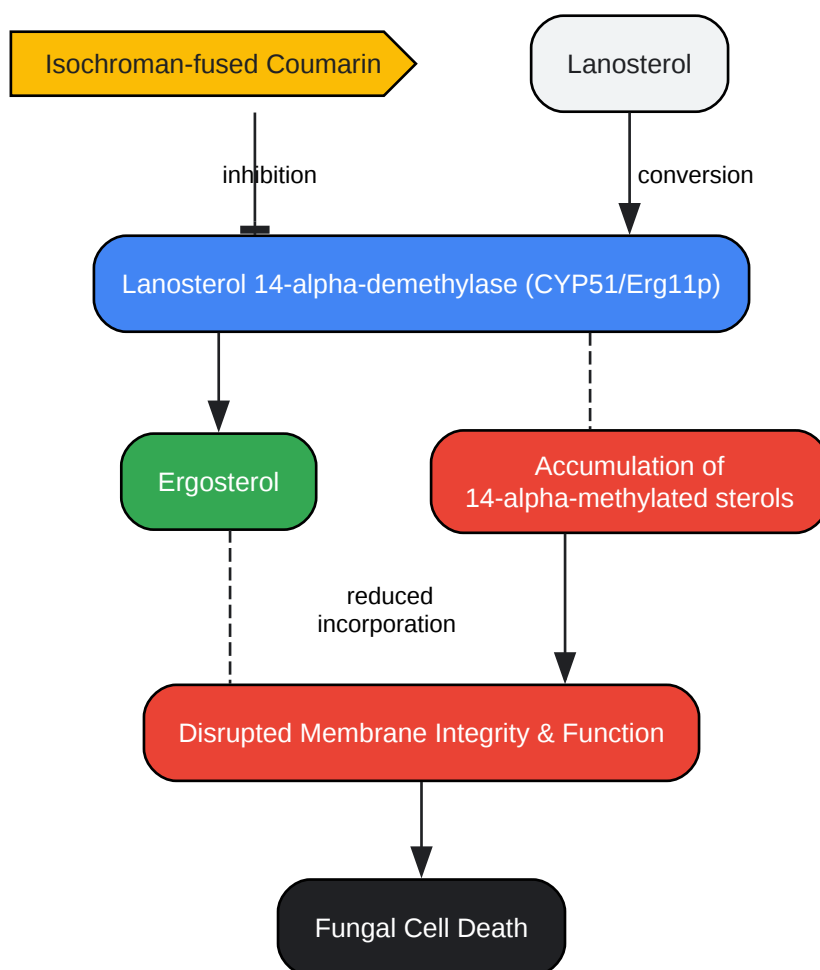 Isochroman-fused Coumarin
Lanosterol
inhibition
conversion
Lanosterol 14-alpha-demethylase (CYP51/Erg11p)
Ergosterol
Accumulation of
14-alpha-methylated sterols
reduced
incorporation
Disrupted Membrane Integrity & Function
Fungal Cell Death